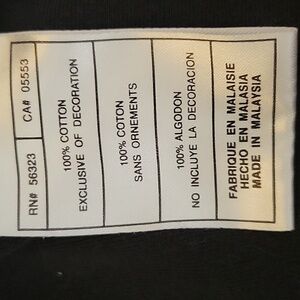 RN# 56323 CA# 05553
100% COTTON
EXCLUSIVE OF DECORATION
100% COTON
SANS ORNEMENTS
100% ALGODON
NO INCLUYE LA DECORACION
FABRIQUE EN MALAISIE
HECHO EN MALASIA
MADE IN MALAYSIA